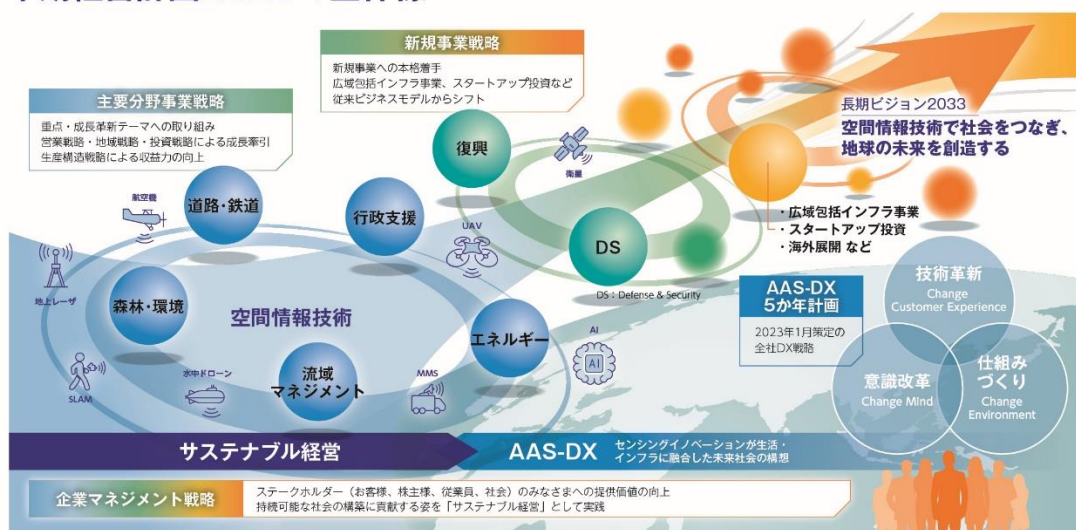 新規事業戦略
新規事業への本格着手
広域包括インフラ事業、スタートアップ投資など
従来ビジネスモデルからシフト
主要分野事業戦略
重点・成長革新テーマへの取り組み
営業戦略・地域戦略・投資戦略による成長牽引
生産構造戦略による収益力の向上
長期ビジョン2033
空間情報技術で社会をつなぎ、
地球の未来を創造する
復興
衛星
航空機
道路・鉄道
行政支援
UAV
DS
DS：Defense & Security
・広域包括インフラ事業
・スタートアップ投資
・海外展開 など
地上レーザ
森林・環境
空間情報技術
エネルギー
AI
AI
SLAM
水中ドローン
流域
マネジメント
MMS
AAS-DX
5か年計画
2023年1月策定の
全社DX戦略
技術革新
Change
Customer Experience
意識改革
Change Mind
仕組み
づくり
Change
Environment
サステナブル経営
AAS-DX
センシングイノベーションが生活・
インフラに融合した未来社会の構想
企業マネジメント戦略
ステークホルダー（お客様、株主様、従業員、社会）のみなさまへの提供価値の向上
持続可能な社会の構築に貢献する姿を「サステナブル経営」として実践